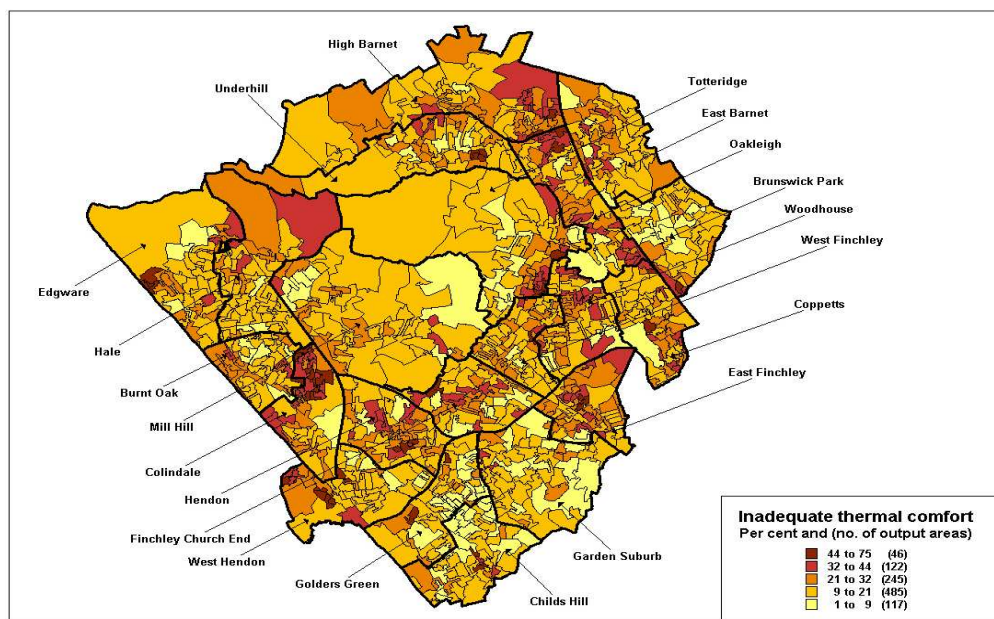 High Barnet
Underhill
Totteridge
East Barnet
Oakleigh
Brunswick Park
Woodhouse
West Finchley
Edgware
Coppetts
Hale
East Finchley
Burnt Oak
Mill Hill
Colindale
Hendon
Finchley Church End
West Hendon
Garden Suburb
Golders Green
Childs Hill
Inadequate thermal comfort
Per cent and (no. of output areas)
44 to 75 (46)
32 to 44 (122)
21 to 32 (245)
9 to 21 (485)
1 to 9 (117)